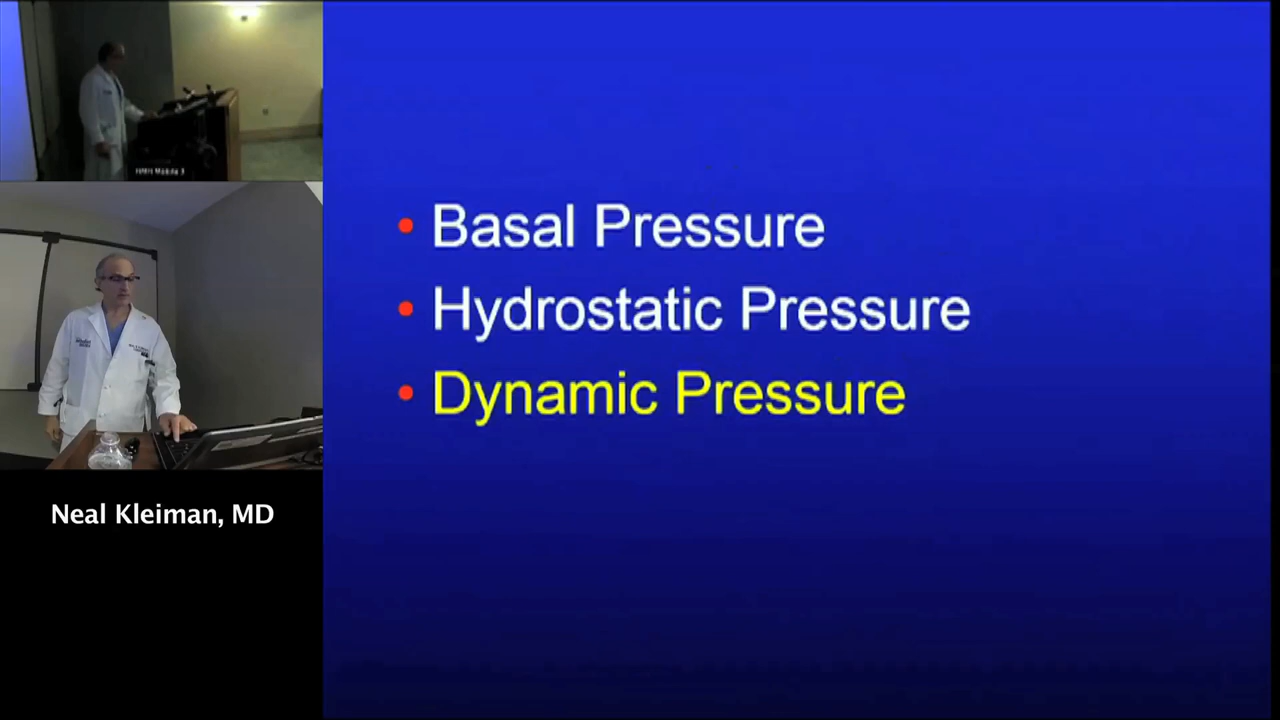 • Basal Pressure
• Hydrostatic Pressure
• Dynamic Pressure
Neal Kleiman, MD